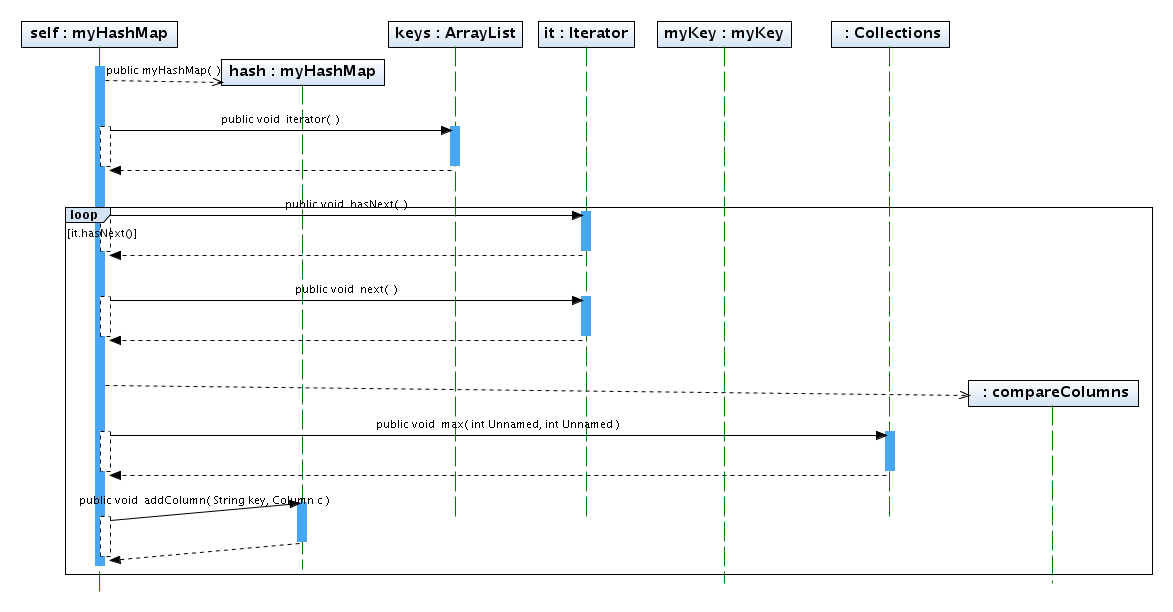 self : myHashMap
keys : ArrayList
it : Iterator
myKey : myKey
: Collections
public myHashMap( )
hash : myHashMap
public void iterator( )
public void hasNext( )
loop
[it.hasNext()]
public void next( )
: compareColumns
public void max( int Unnamed, int Unnamed )
public void addColumn( String key, Column c )